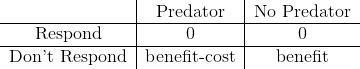 Predator No Predator
Respond 0 0
Don't Respond benefit-cost benefit